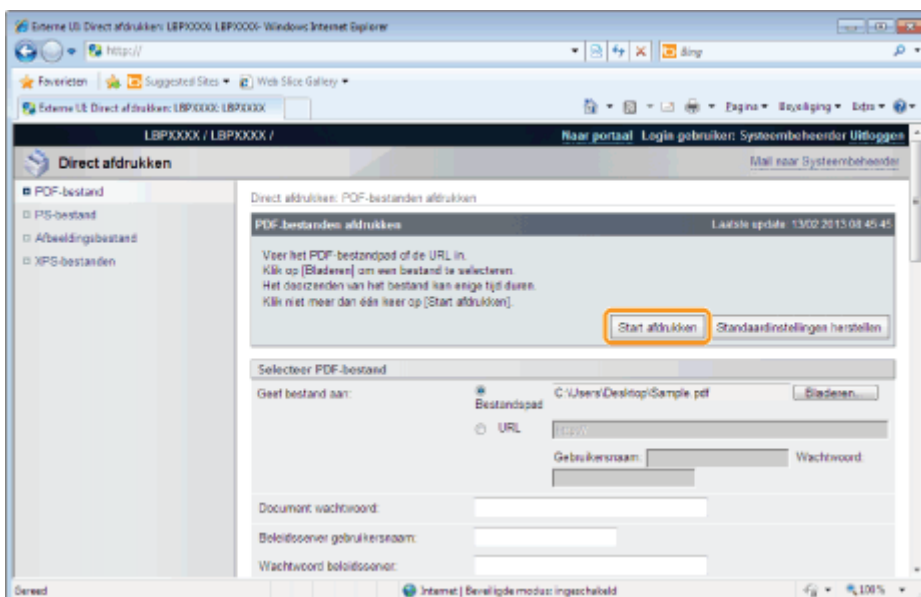 Externe UI: Direct afdrukken: LBPXXXX: LBPXXXX - Windows Internet Explorer
http://
Bing
Favorieten Suggested Sites Web Slice Gallery
Externe UI: Direct afdrukken: LBPXXXX: LBPXXXX
Pagina Beveiliging Extra
LBPXXXX / LBPXXXX /
Naar portaal Login gebruiker: Systeembeheerder Uitloggen
Direct afdrukken
Mail naar Systeembeheerder
PDF-bestand
PS-bestand
Afbeeldingsbestand
XPS-bestanden
Direct afdrukken: PDF-bestanden afdrukken
PDF-bestanden afdrukken
Laatste update 13/02 2013 08:45:45
Voer het PDF-bestandpad of de URL in.
Klik op [Bladeren] om een bestand te selecteren.
Het doorzenden van het bestand kan enige tijd duren.
Klik niet meer dan één keer op [Start afdrukken].
Start afdrukken
Standaardinstellingen herstellen
Selecteer PDF-bestand
Geef bestand aan:
Bestandspad
C:\Users\Desktop\Sample.pdf
Bladeren...
URL
http://
Gebruikersnaam:
Wachtwoord:
Document wachtwoord:
Beleidsserver gebruikersnaam:
Wachtwoord beleidsserver:
Gereed
Internet | Beveiligde modus: ingeschakeld
100%